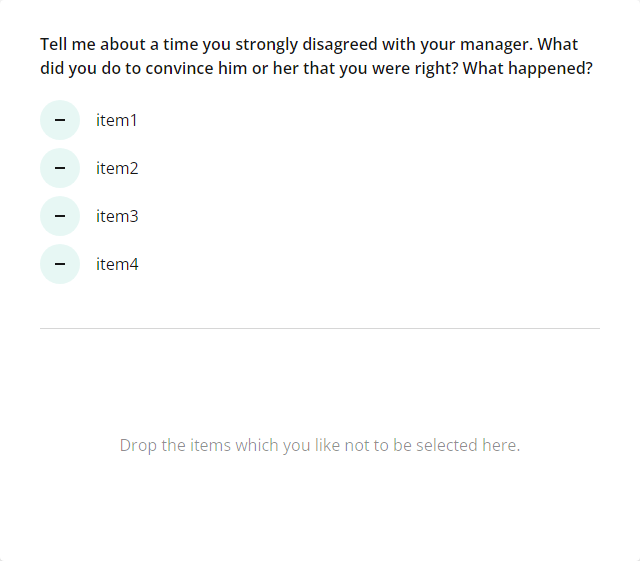 Tell me about a time you strongly disagreed with your manager. What
did you do to convince him or her that you were right? What happened?
item1
item2
item3
item4
Drop the items which you like not to be selected here.